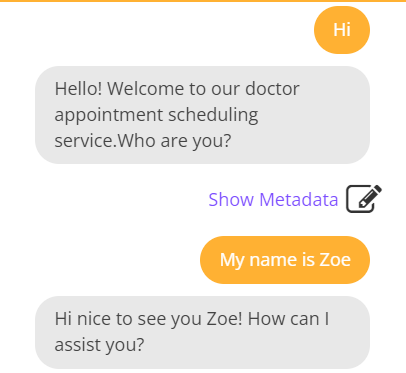 Hi
Hello! Welcome to our doctor
appointment scheduling
service.Who are you?
Show Metadata
My name is Zoe
Hi nice to see you Zoe! How can I
assist you?